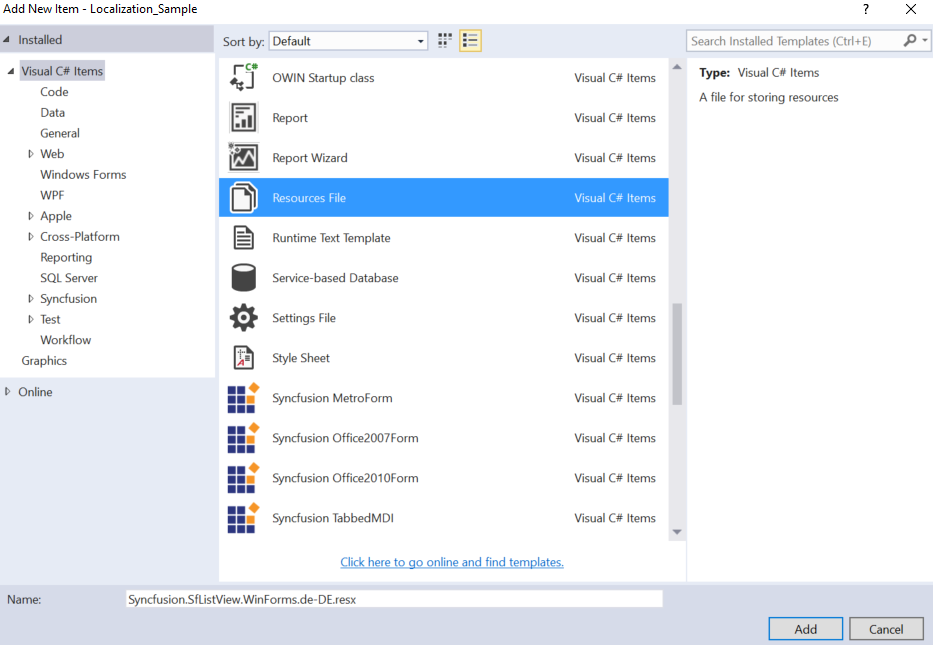 Add New Item - Localization_Sample
?
Installed
Sort by: Default
Search Installed Templates (Ctrl+E)
Visual C# Items
Code
Data
General
Web
Windows Forms
WPF
Apple
Cross-Platform
Reporting
SQL Server
Syncfusion
Test
Workflow
Graphics
Online
C#
OWIN Startup class Visual C# Items
Report Visual C# Items
Report Wizard Visual C# Items
Resources File Visual C# Items
Runtime Text Template Visual C# Items
Service-based Database Visual C# Items
Settings File Visual C# Items
A
Style Sheet Visual C# Items
Syncfusion MetroForm Visual C# Items
Syncfusion Office2007Form Visual C# Items
Syncfusion Office2010Form Visual C# Items
Syncfusion TabbedMDI Visual C# Items
Click here to go online and find templates.
Type: Visual C# Items
A file for storing resources
Name: Syncfusion.SfListView.WinForms.de-DE.resx
Add Cancel